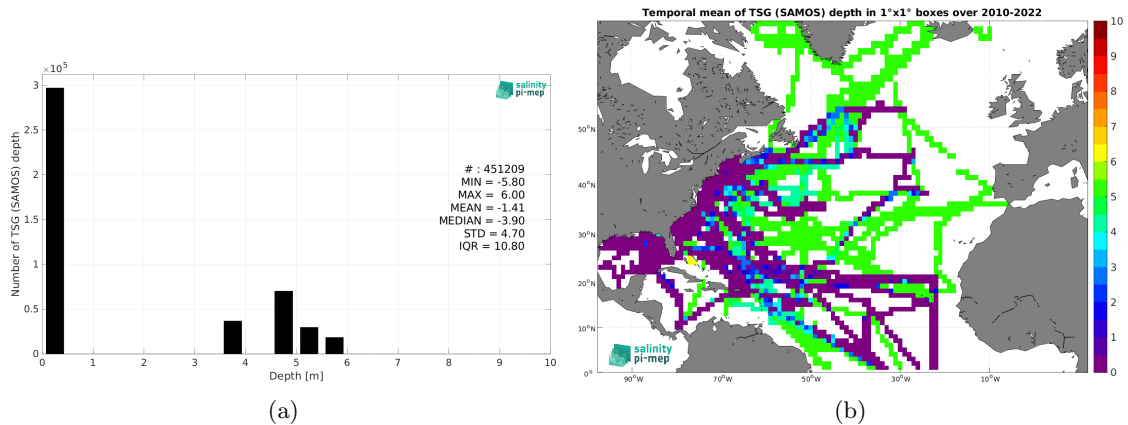 Temporal mean of TSG (SAMOS) depth in 1°x1° boxes over 2010-2022
×10⁵
3
2.5
2
1.5
1
0.5
0
Number of TSG (SAMOS) depth
salinity
pi-mep
# : 451209
MIN = -5.80
MAX = 6.00
MEAN = -1.41
MEDIAN = -3.90
STD = 4.70
IQR = 10.80
0 1 2 3 4 5 6 7 8 9 10
Depth [m]
(a)
50°N
40°N
30°N
20°N
10°N
0°
90°W 70°W 50°W 30°W 10°W
salinity
pi-mep
10
9
8
7
6
5
4
3
2
1
0
(b)